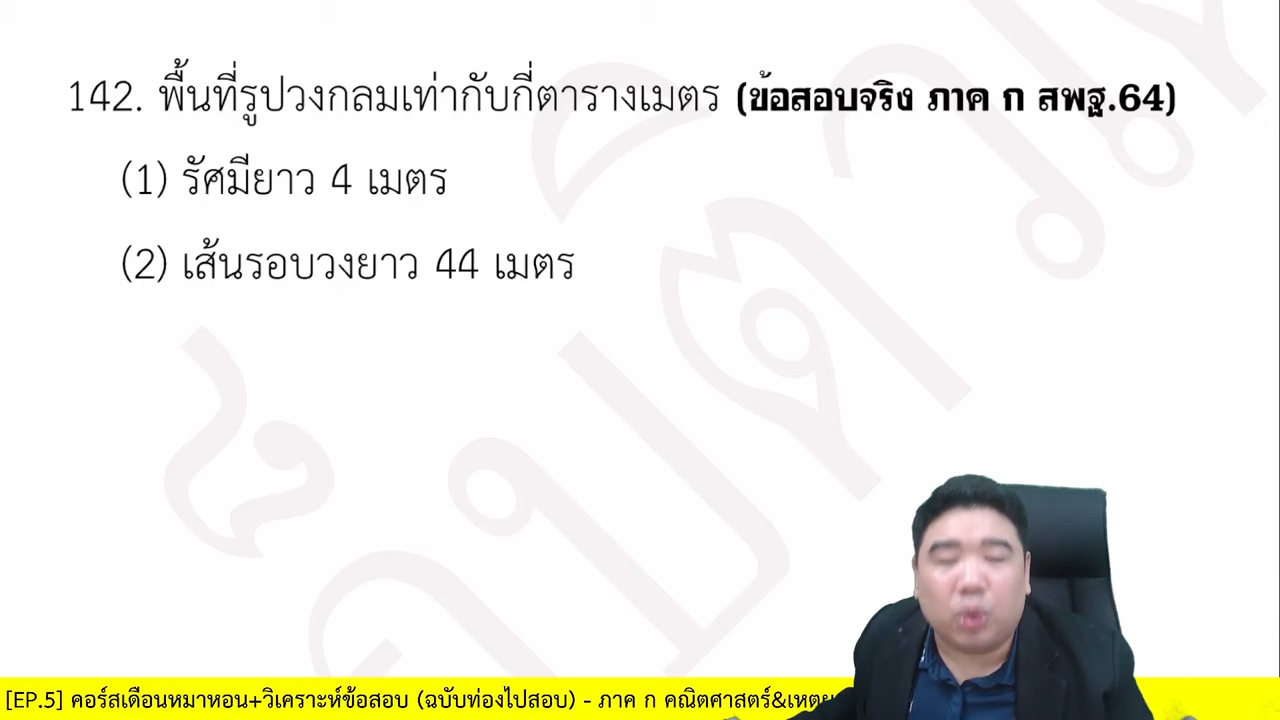 142. พื้นที่รูปวงกลมเท่ากับกี่ตารางเมตร (ข้อสอบจริง ภาค ก สพฐ.64)
(1) รัศมียาว 4 เมตร
(2) เส้นรอบวงยาว 44 เมตร
[EP.5] คอร์สเดือนหมาหอน+วิเคราะห์ข้อสอบ (ฉบับท่องไปสอบ) - ภาค ก คณิตศาสตร์&เหตุ